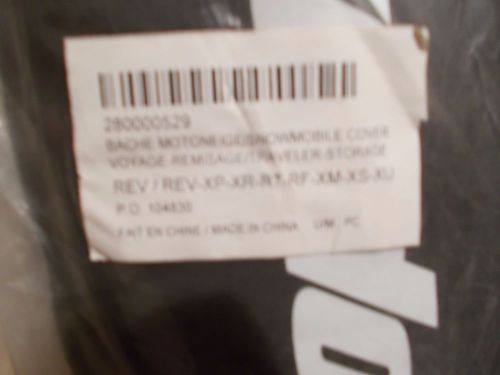 280000529
BACHE MOTONEIGE/SNOWMOBILE COVER
VOYAGE-REMISAGE/TRAVELER-STORAGE
REV / REV-XP-XR-RT-RF-XM-XS-XU
P.O. 104830
FAIT EN CHINE / MADE IN CHINA U/M : PC